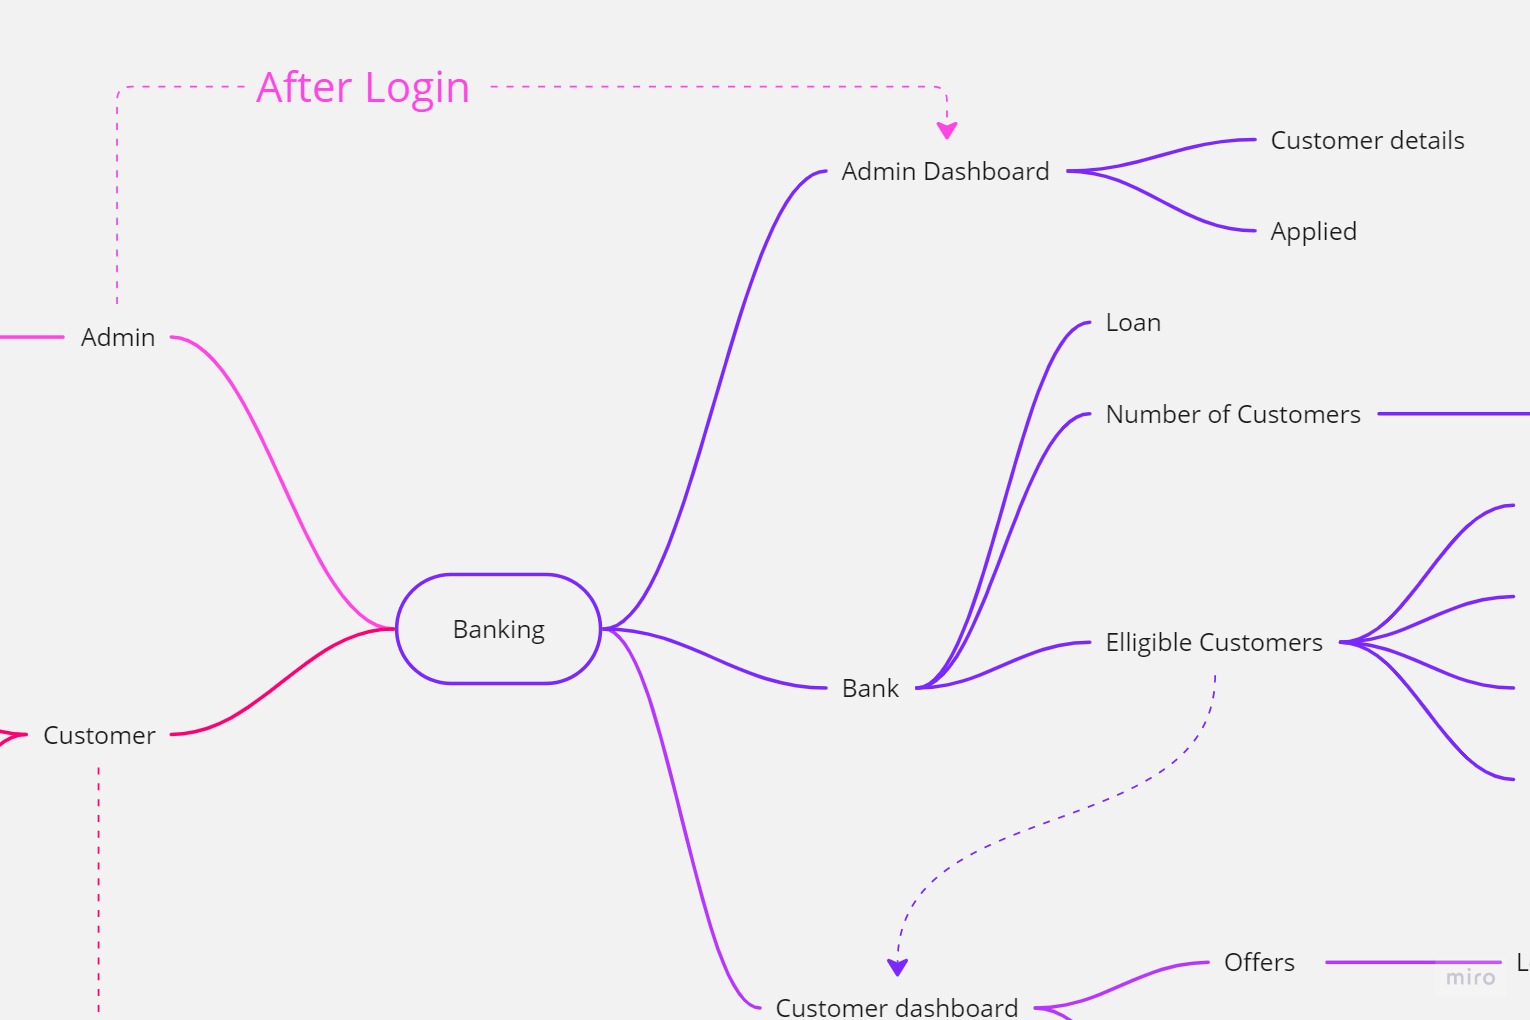 After Login
Customer details
Admin Dashboard
Applied
Loan
Admin
Number of Customers
Banking
Elligible Customers
Bank
Customer
Offers
L
miro
Customer dashboard